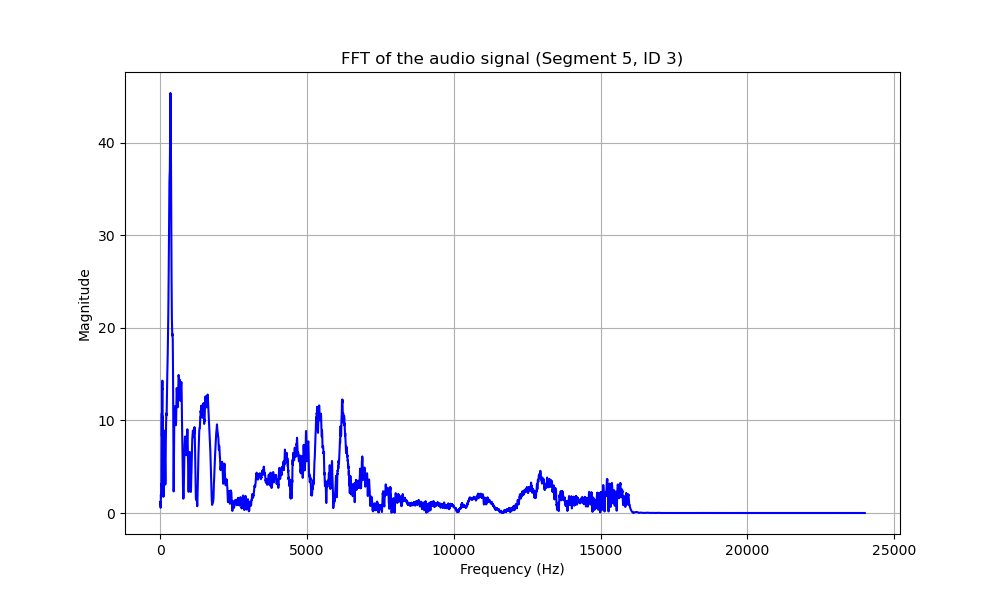 FFT of the audio signal (Segment 5, ID 3)
Magnitude
40
30
20
10
0
0 5000 10000 15000 20000 25000
Frequency (Hz)